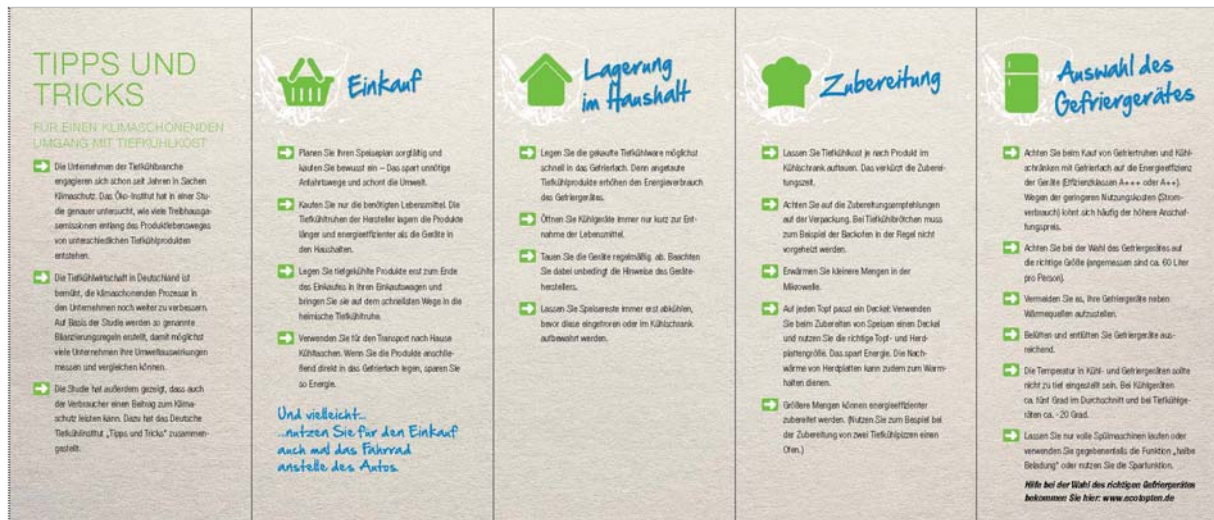 TIPPS UND
TRICKS
FÜR EINEN KLIMASCHONENDEN
UMGANG MIT TIEFKÜHLKOST
Die Unternehmen der Tiefkühlbranche
engagieren sich schon seit Jahren in Sachen
Klimaschutz. Das Öko-Institut hat in einer Stu-
die genauer untersucht, wie viele Treibhausga-
semissionen entlang des Produktlebensweges
von unterschiedlichen Tiefkühlprodukten
entstehen.
Die Tiefkühlwirtschaft in Deutschland ist
bemüht, die klimaschonenden Prozesse in
den Unternehmen noch weiter zu verbessern.
Auf Basis der Studie werden so genannte
Bilanzierungsregeln erstellt, damit möglichst
viele Unternehmen ihre Umweltauswirkungen
messen und vergleichen können.
Die Studie hat außerdem gezeigt, dass auch
der Verbraucher einen Beitrag zum Klima-
schutz leisten kann. Dazu hat das Deutsche
Tiefkühlinstitut „Tipps und Tricks" zusammen-
gestellt.
Einkauf
Planen Sie Ihren Speiseplan sorgfältig und
kaufen Sie bewusst ein – Das spart unnötige
Anfahrtswege und schont die Umwelt.
Kaufen Sie nur die benötigten Lebensmittel. Die
Tiefkühltruhen der Hersteller lagern die Produkte
länger und energieeffizienter als die Geräte in
den Haushalten.
Legen Sie tiefgekühlte Produkte erst zum Ende
des Einkaufes in Ihren Einkaufswagen und
bringen Sie sie auf dem schnellsten Wege in die
heimische Tiefkühltruhe.
Verwenden Sie für den Transport nach Hause
Kühltaschen. Wenn Sie die Produkte anschlie-
ßend direkt in das Gefrierfach legen, sparen Sie
so Energie.
Und vielleicht...
...nutzen Sie für den Einkauf
auch mal das Fahrrad
anstelle des Autos.
Lagerung
im Haushalt
Legen Sie die gekaufte Tiefkühlware möglichst
schnell in das Gefrierfach. Denn angetaute
Tiefkühlprodukte erhöhen den Energieverbrauch
des Gefriergerätes.
Öffnen Sie Kühlgeräte immer nur kurz zur Ent-
nahme der Lebensmittel.
Tauen Sie die Geräte regelmäßig ab. Beachten
Sie dabei unbedingt die Hinweise des Geräte-
herstellers.
Lassen Sie Speisereste immer erst abkühlen,
bevor diese eingefroren oder im Kühlschrank
aufbewahrt werden.
Zubereitung
Lassen Sie Tiefkühlkost je nach Produkt im
Kühlschrank auftauen. Das verkürzt die Zuberei-
tungszeit.
Achten Sie auf die Zubereitungsempfehlungen
auf der Verpackung. Bei Tiefkühlbrötchen muss
zum Beispiel der Backofen in der Regel nicht
vorgeheizt werden.
Erwärmen Sie kleinere Mengen in der
Mikrowelle.
Auf jeden Topf passt ein Deckel: Verwenden
Sie beim Zubereiten von Speisen einen Deckel
und nutzen Sie die richtige Topf- und Herd-
plattengröße. Das spart Energie. Die Nach-
wärme von Herdplatten kann zudem zum Warm-
halten dienen.
Größere Mengen können energieeffizienter
zubereitet werden. (Nutzen Sie zum Beispiel bei
der Zubereitung von zwei Tiefkühlpizzen einen
Ofen.)
Auswahl des
Gefriergerätes
Achten Sie beim Kauf von Gefriertruhen und Kühl-
schränken mit Gefrierfach auf die Energieeffizienz
der Geräte (Effizienzklassen A+++ oder A++).
Wegen der geringeren Nutzungskosten (Strom-
verbrauch) lohnt sich häufig der höhere Anschaf-
fungspreis.
Achten Sie bei der Wahl des Gefriergerätes auf
die richtige Größe (angemessen sind ca. 60 Liter
pro Person).
Vermeiden Sie es, Ihre Gefriergeräte neben
Wärmequellen aufzustellen.
Belüften und entlüften Sie Gefriergeräte aus-
reichend.
Die Temperatur in Kühl- und Gefriergeräten sollte
nicht zu tief eingestellt sein. Bei Kühlgeräten
ca. fünf Grad im Durchschnitt und bei Tiefkühlge-
räten ca. -20 Grad.
Lassen Sie nur volle Spülmaschinen laufen oder
verwenden Sie gegebenenfalls die Funktion „halbe
Beladung" oder nutzen Sie die Sparfunktion.
Hilfe bei der Wahl des richtigen Gefriergerätes
bekommen Sie hier: www.ecotopten.de